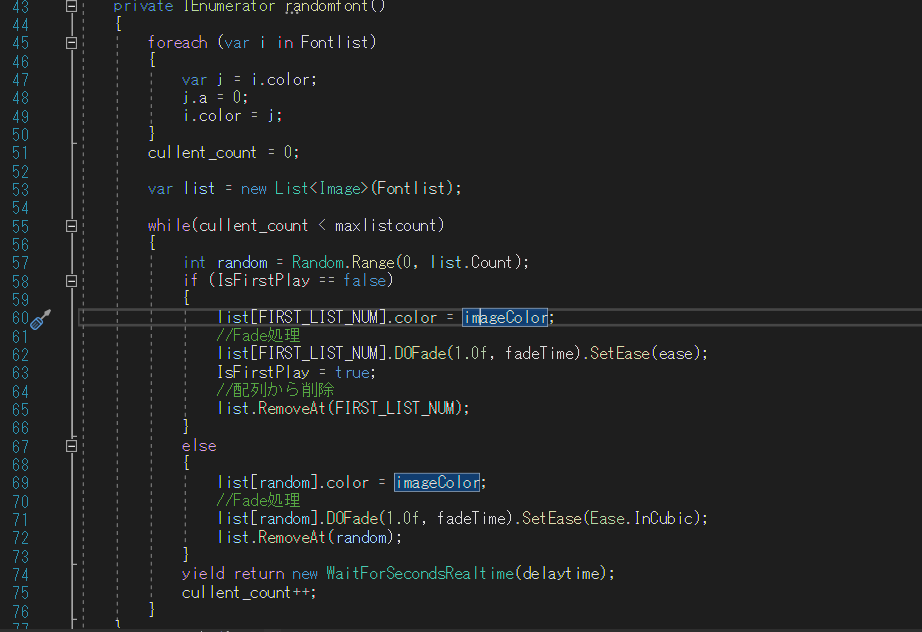 43 private IEnumerator randomfont()
44 {
45 foreach (var i in Fontlist)
46 {
47 var j = i.color;
48 j.a = 0;
49 i.color = j;
50 }
51 cullent_count = 0;
52
53 var list = new List<Image>(Fontlist);
54
55 while(cullent_count < maxlistcount)
56 {
57 int random = Random.Range(0, list.Count);
58 if (IsFirstPlay == false)
59 {
60 list[FIRST_LIST_NUM].color = imageColor;
61 //Fade処理
62 list[FIRST_LIST_NUM].DOFade(1.0f, fadeTime).SetEase(ease);
63 IsFirstPlay = true;
64 //配列から削除
65 list.RemoveAt(FIRST_LIST_NUM);
66 }
67 else
68 {
69 list[random].color = imageColor;
70 //Fade処理
71 list[random].DOFade(1.0f, fadeTime).SetEase(Ease.InCubic);
72 list.RemoveAt(random);
73 }
74 yield return new WaitForSecondsRealtime(delaytime);
75 cullent_count++;
76 }
77 }